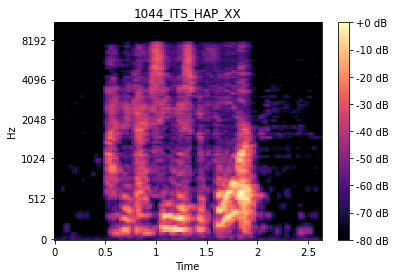 1044_ITS_HAP_XX
+0 dB
8192
-10 dB
-20 dB
4096
-30 dB
Hz
2048
-40 dB
1024
-50 dB
-60 dB
512
-70 dB
0
-80 dB
0
0.5
1
1.5
2
2.5
Time